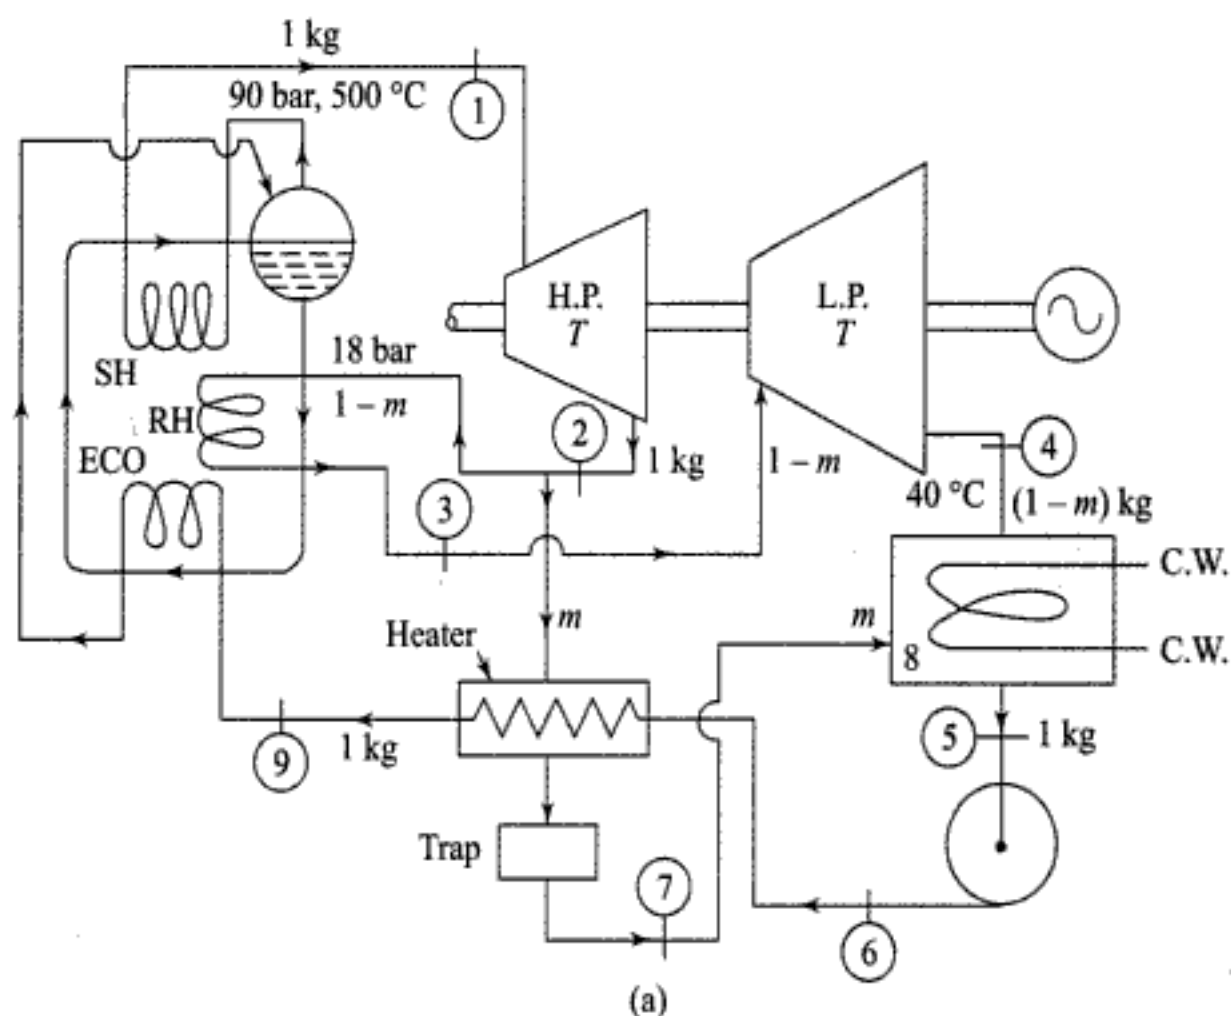 1 kg
90 bar, 500 °C
1
H.P.
T
L.P.
T
SH
18 bar
RH
1 – m
ECO
2
1 kg
1 – m
3
4
40 °C
(1 – m) kg
C.W.
m
Heater
m
8
C.W.
5
1 kg
1 kg
9
Trap
7
6
(a)